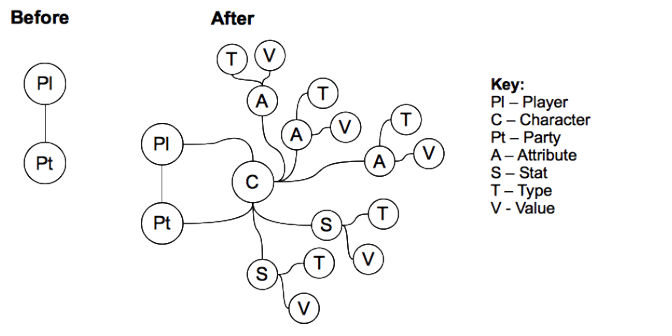 Before
Pl
Pt
After
T
V
A
T
A
V
T
A
V
Pl
C
Pt
S
T
V
S
T
V
Key:
Pl – Player
C – Character
Pt – Party
A – Attribute
S – Stat
T – Type
V - Value